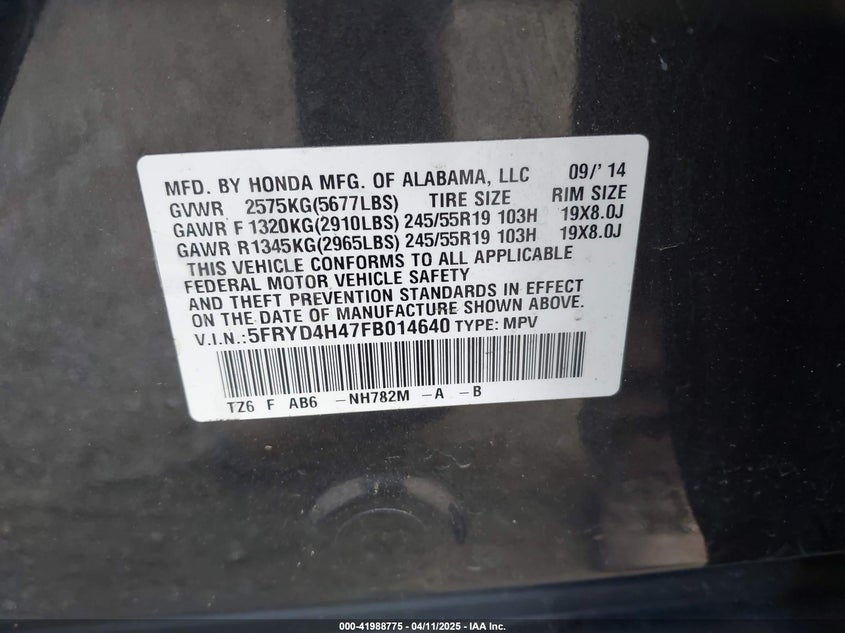 MFD. BY HONDA MFG. OF ALABAMA, LLC 09/' 14
GVWR 2575KG(5677LBS) TIRE SIZE RIM SIZE
GAWR F 1320KG(2910LBS) 245/55R19 103H 19X8.0J
GAWR R1345KG(2965LBS) 245/55R19 103H 19X8.0J
THIS VEHICLE CONFORMS TO ALL APPLICABLE
FEDERAL MOTOR VEHICLE SAFETY
AND THEFT PREVENTION STANDARDS IN EFFECT
ON THE DATE OF MANUFACTURE SHOWN ABOVE.
V.I.N.: 5FRYD4H47FB014640 TYPE: MPV
TZ6 F AB6 -NH782M -A -B
000-41988775 - 04/11/2025 - IAA Inc.